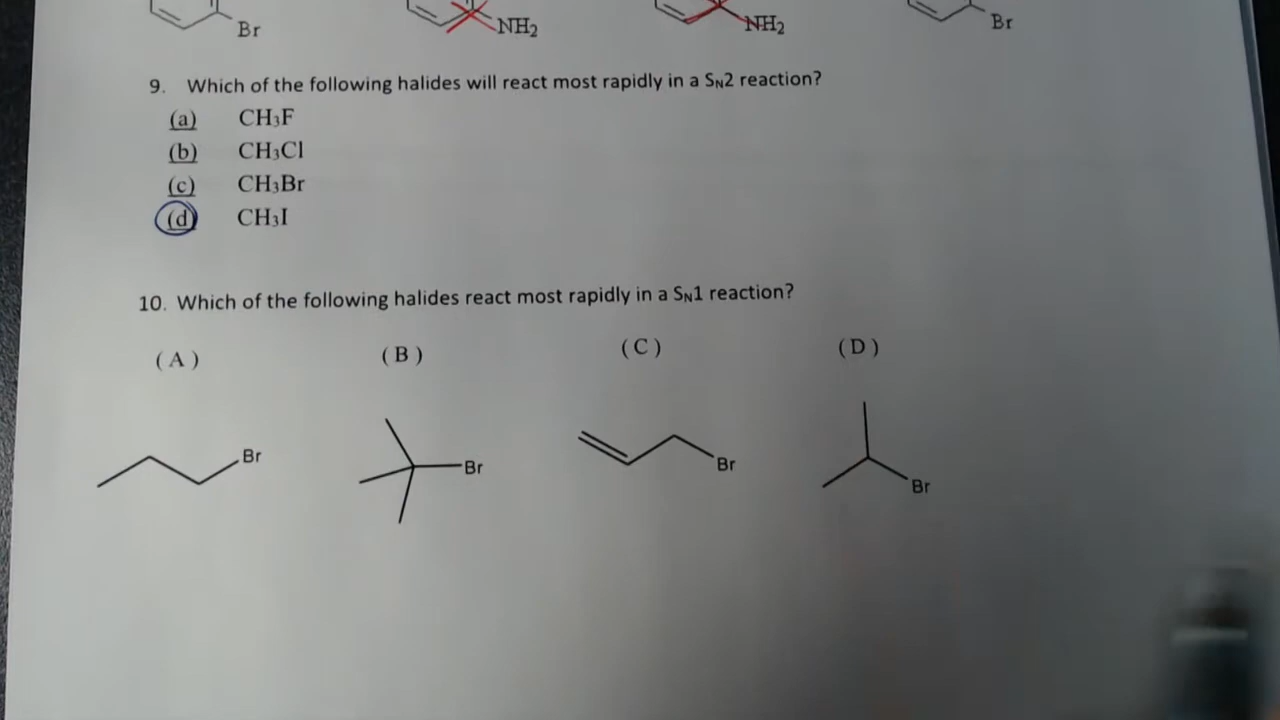 Br NH₂ NH₂ Br
9. Which of the following halides will react most rapidly in a SN2 reaction?
(a) CH₃F
(b) CH₃Cl
(c) CH₃Br
(d) CH₃I
10. Which of the following halides react most rapidly in a SN1 reaction?
( A ) ( B ) ( C ) ( D )
Br Br Br Br